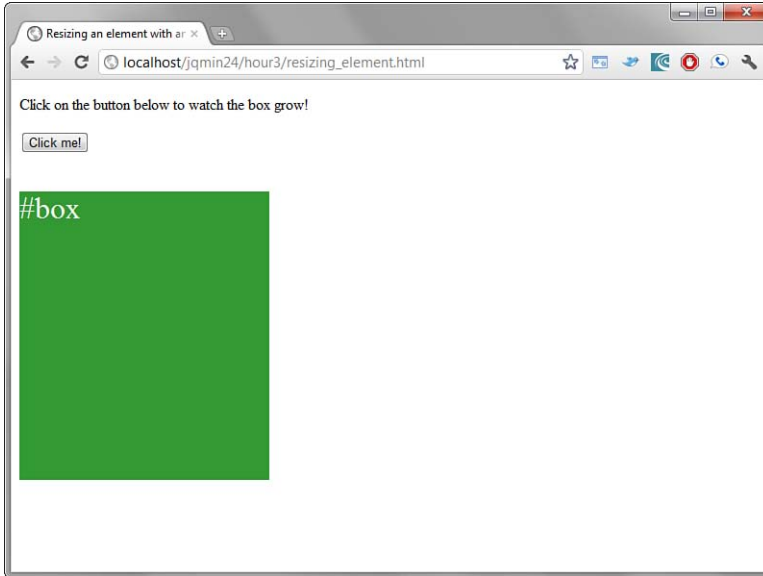 Resizing an element with ar
localhost/jqmin24/hour3/resizing_element.html
Click on the button below to watch the box grow!
Click me!
#box